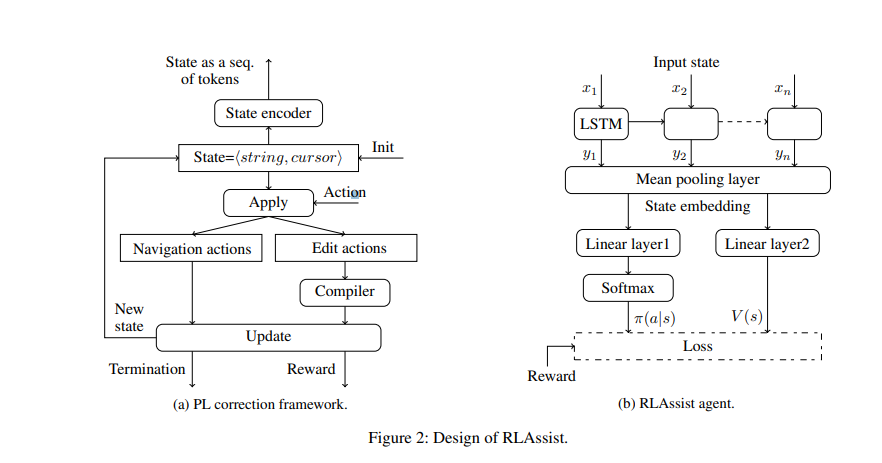 State as a seq.
of tokens
State encoder
State=⟨string, cursor⟩
Init
Apply
Action
Navigation actions
Edit actions
Compiler
New
state
Update
Termination
Reward
(a) PL correction framework.
Input state
x₁
x₂
xₙ
LSTM
y₁
y₂
yₙ
Mean pooling layer
State embedding
Linear layer1
Linear layer2
Softmax
π(a|s)
V(s)
Loss
Reward
(b) RLAssist agent.
Figure 2: Design of RLAssist.